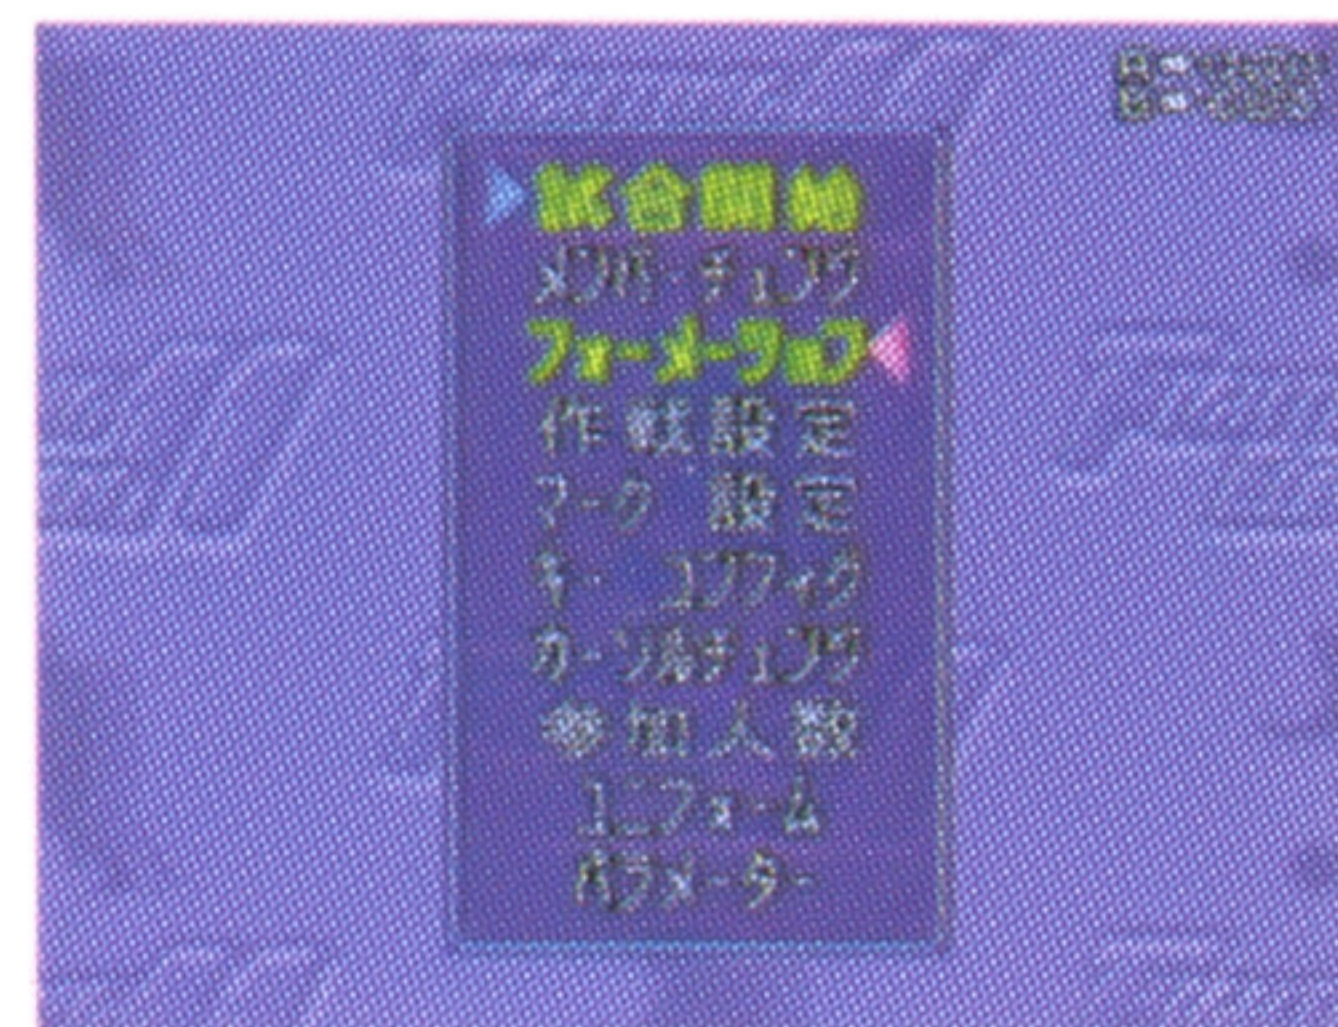 試合開始
メンバーチェンジ
フォーメーション
作戦設定
マーク 設定
キー コンフィグ
カーソルチェンジ
参加人数
ユニフォーム
パラメーター